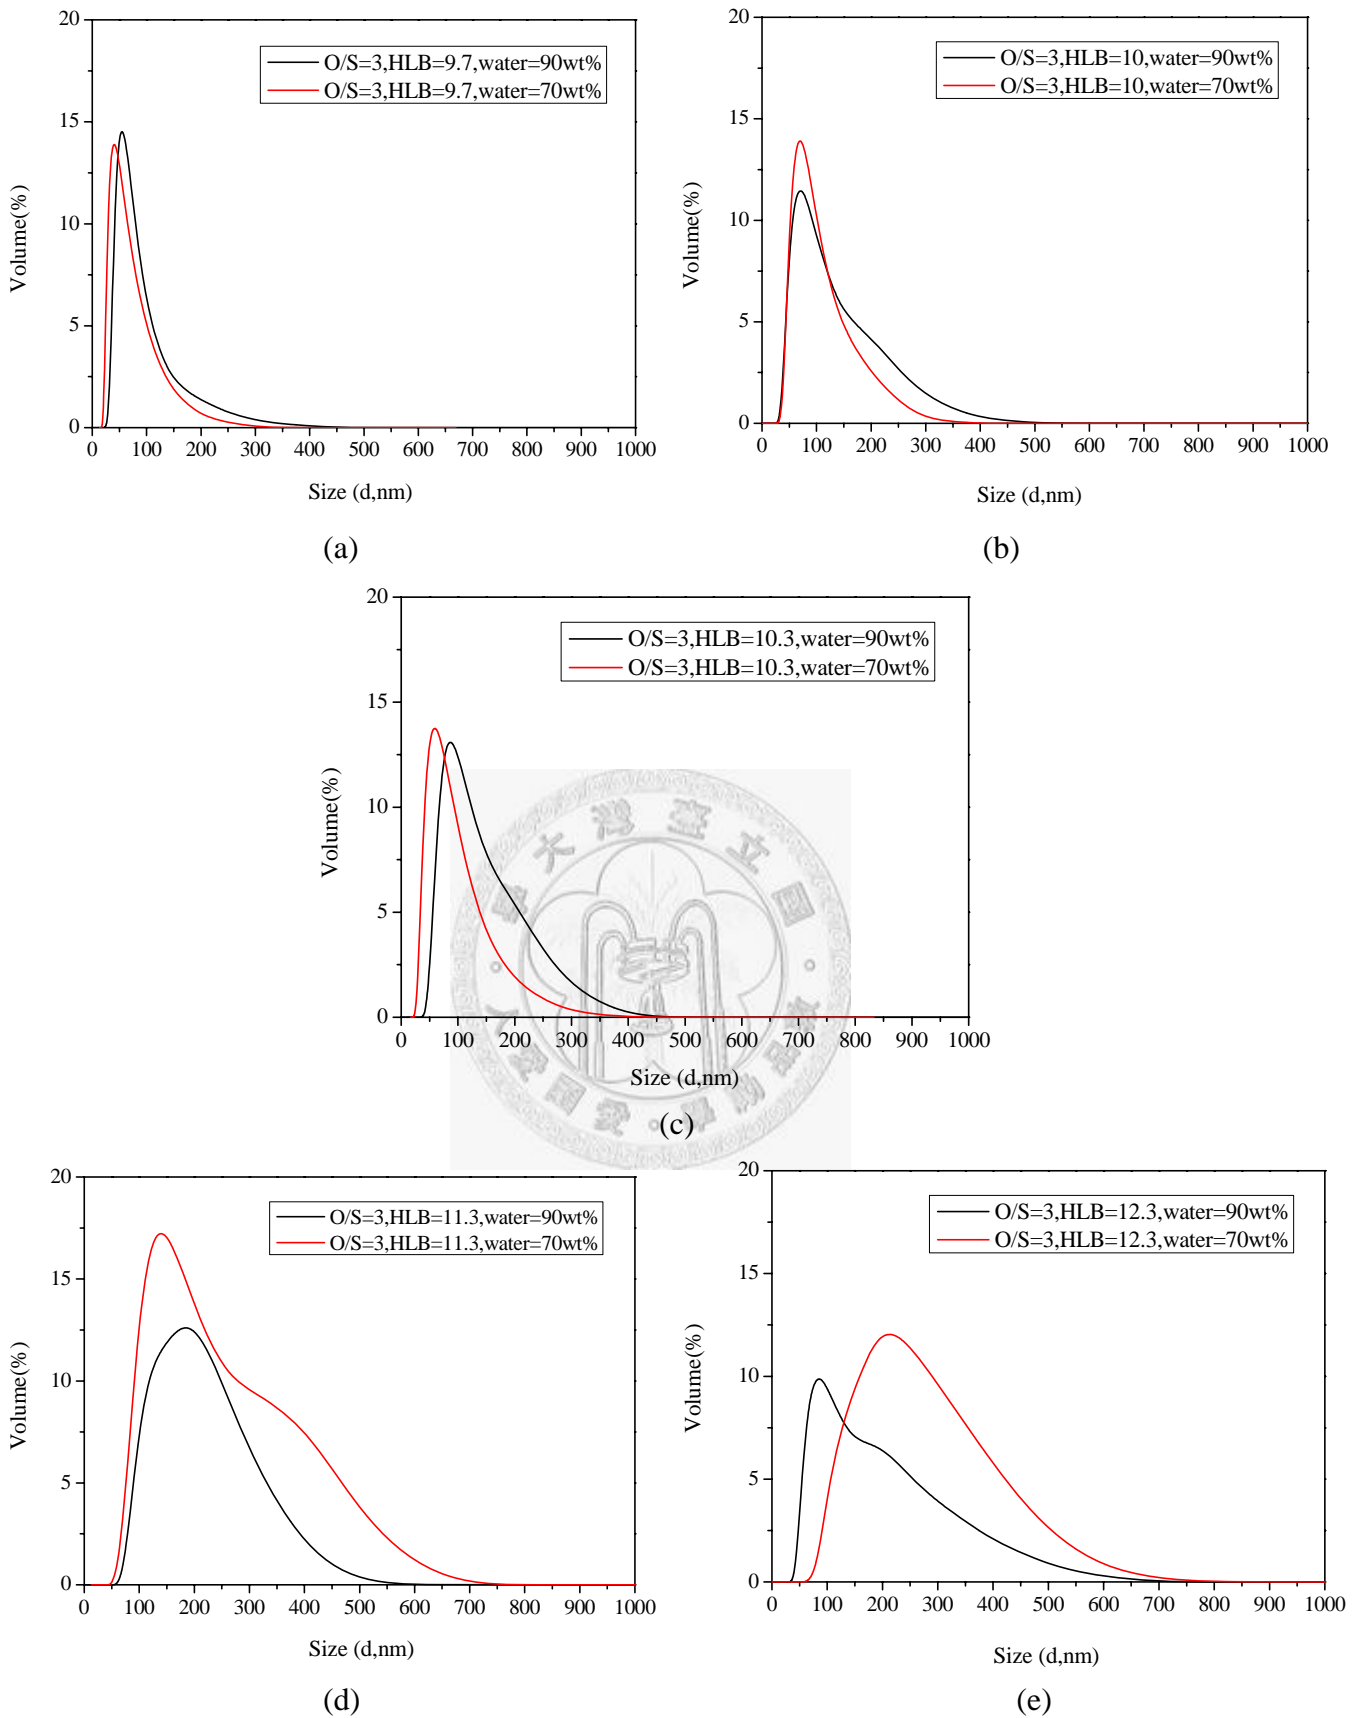 20
15
10
5
0
Volume(%)
O/S=3,HLB=9.7,water=90wt%
O/S=3,HLB=9.7,water=70wt%
0 100 200 300 400 500 600 700 800 900 1000
Size (d,nm)
(a)
20
15
10
5
0
Volume(%)
O/S=3,HLB=10,water=90wt%
O/S=3,HLB=10,water=70wt%
0 100 200 300 400 500 600 700 800 900 1000
Size (d,nm)
(b)
20
15
10
5
0
Volume(%)
O/S=3,HLB=10.3,water=90wt%
O/S=3,HLB=10.3,water=70wt%
0 100 200 300 400 500 600 700 800 900 1000
Size (d,nm)
(c)
20
15
10
5
0
Volume(%)
O/S=3,HLB=11.3,water=90wt%
O/S=3,HLB=11.3,water=70wt%
0 100 200 300 400 500 600 700 800 900 1000
Size (d,nm)
(d)
20
15
10
5
0
Volume(%)
O/S=3,HLB=12.3,water=90wt%
O/S=3,HLB=12.3,water=70wt%
0 100 200 300 400 500 600 700 800 900 1000
Size (d,nm)
(e)